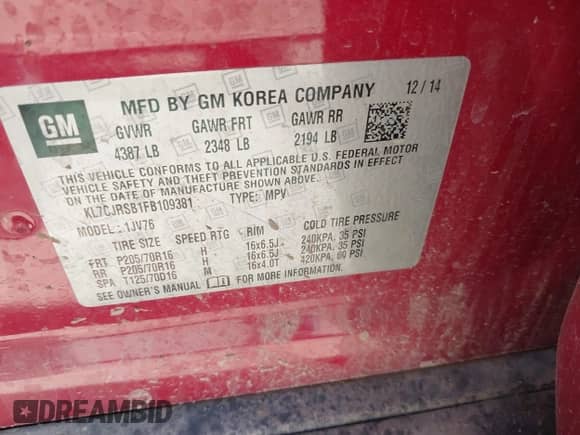 GM
MFD BY GM KOREA COMPANY 12/14
GVWR GAWR FRT GAWR RR
4387 LB 2348 LB 2194 LB
THIS VEHICLE CONFORMS TO ALL APPLICABLE U.S. FEDERAL MOTOR
VEHICLE SAFETY AND THEFT PREVENTION STANDARDS IN EFFECT
ON THE DATE OF MANUFACTURE SHOWN ABOVE.
KL7CJRSB1FB109381 TYPE: MPV
MODEL: 1JV76
TIRE SIZE SPEED RTG RIM COLD TIRE PRESSURE
FRT P205/70R16 H 16x6.5J 240KPA, 35 PSI
RR P205/70R16 H 16x6.5J 240KPA, 35 PSI
SPA T125/70D16 M 16x4.0T 420KPA, 60 PSI
SEE OWNER'S MANUAL FOR MORE INFORMATION.
DREAMBID